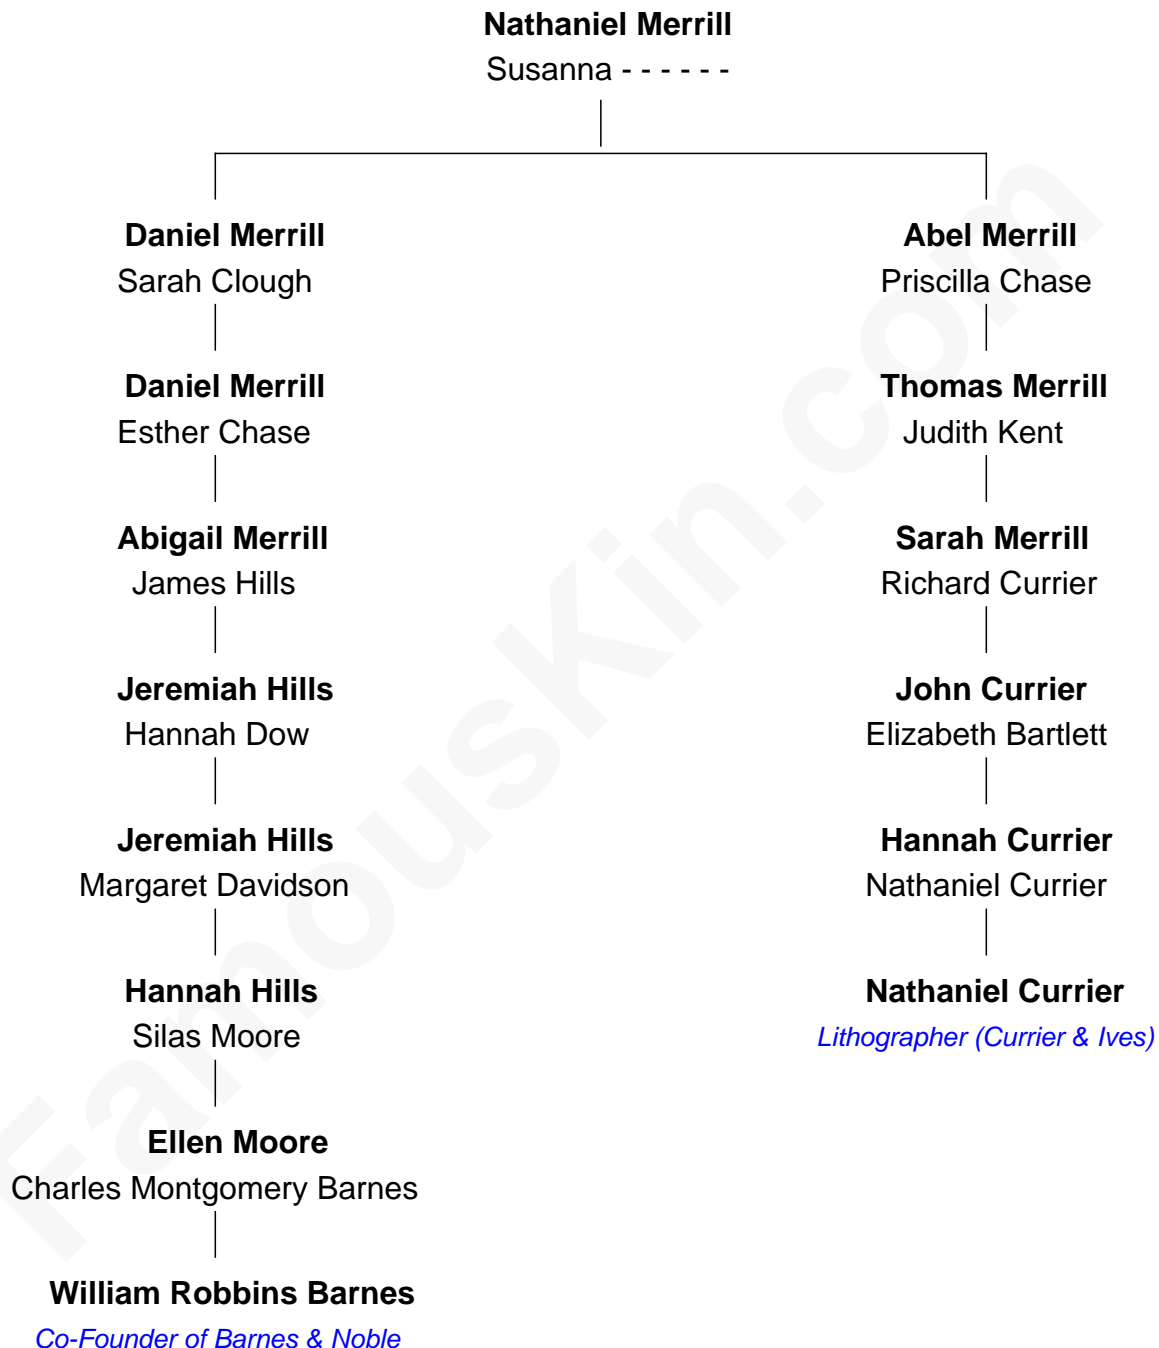 Nathaniel Merrill
Susanna - - - - - -
Daniel Merrill
Sarah Clough
Abel Merrill
Priscilla Chase
Daniel Merrill
Esther Chase
Thomas Merrill
Judith Kent
Abigail Merrill
James Hills
Sarah Merrill
Richard Currier
Jeremiah Hills
Hannah Dow
John Currier
Elizabeth Bartlett
Jeremiah Hills
Margaret Davidson
Hannah Currier
Nathaniel Currier
Hannah Hills
Silas Moore
Nathaniel Currier
Lithographer (Currier & Ives)
Ellen Moore
Charles Montgomery Barnes
William Robbins Barnes
Co-Founder of Barnes & Noble
FamousKin.com